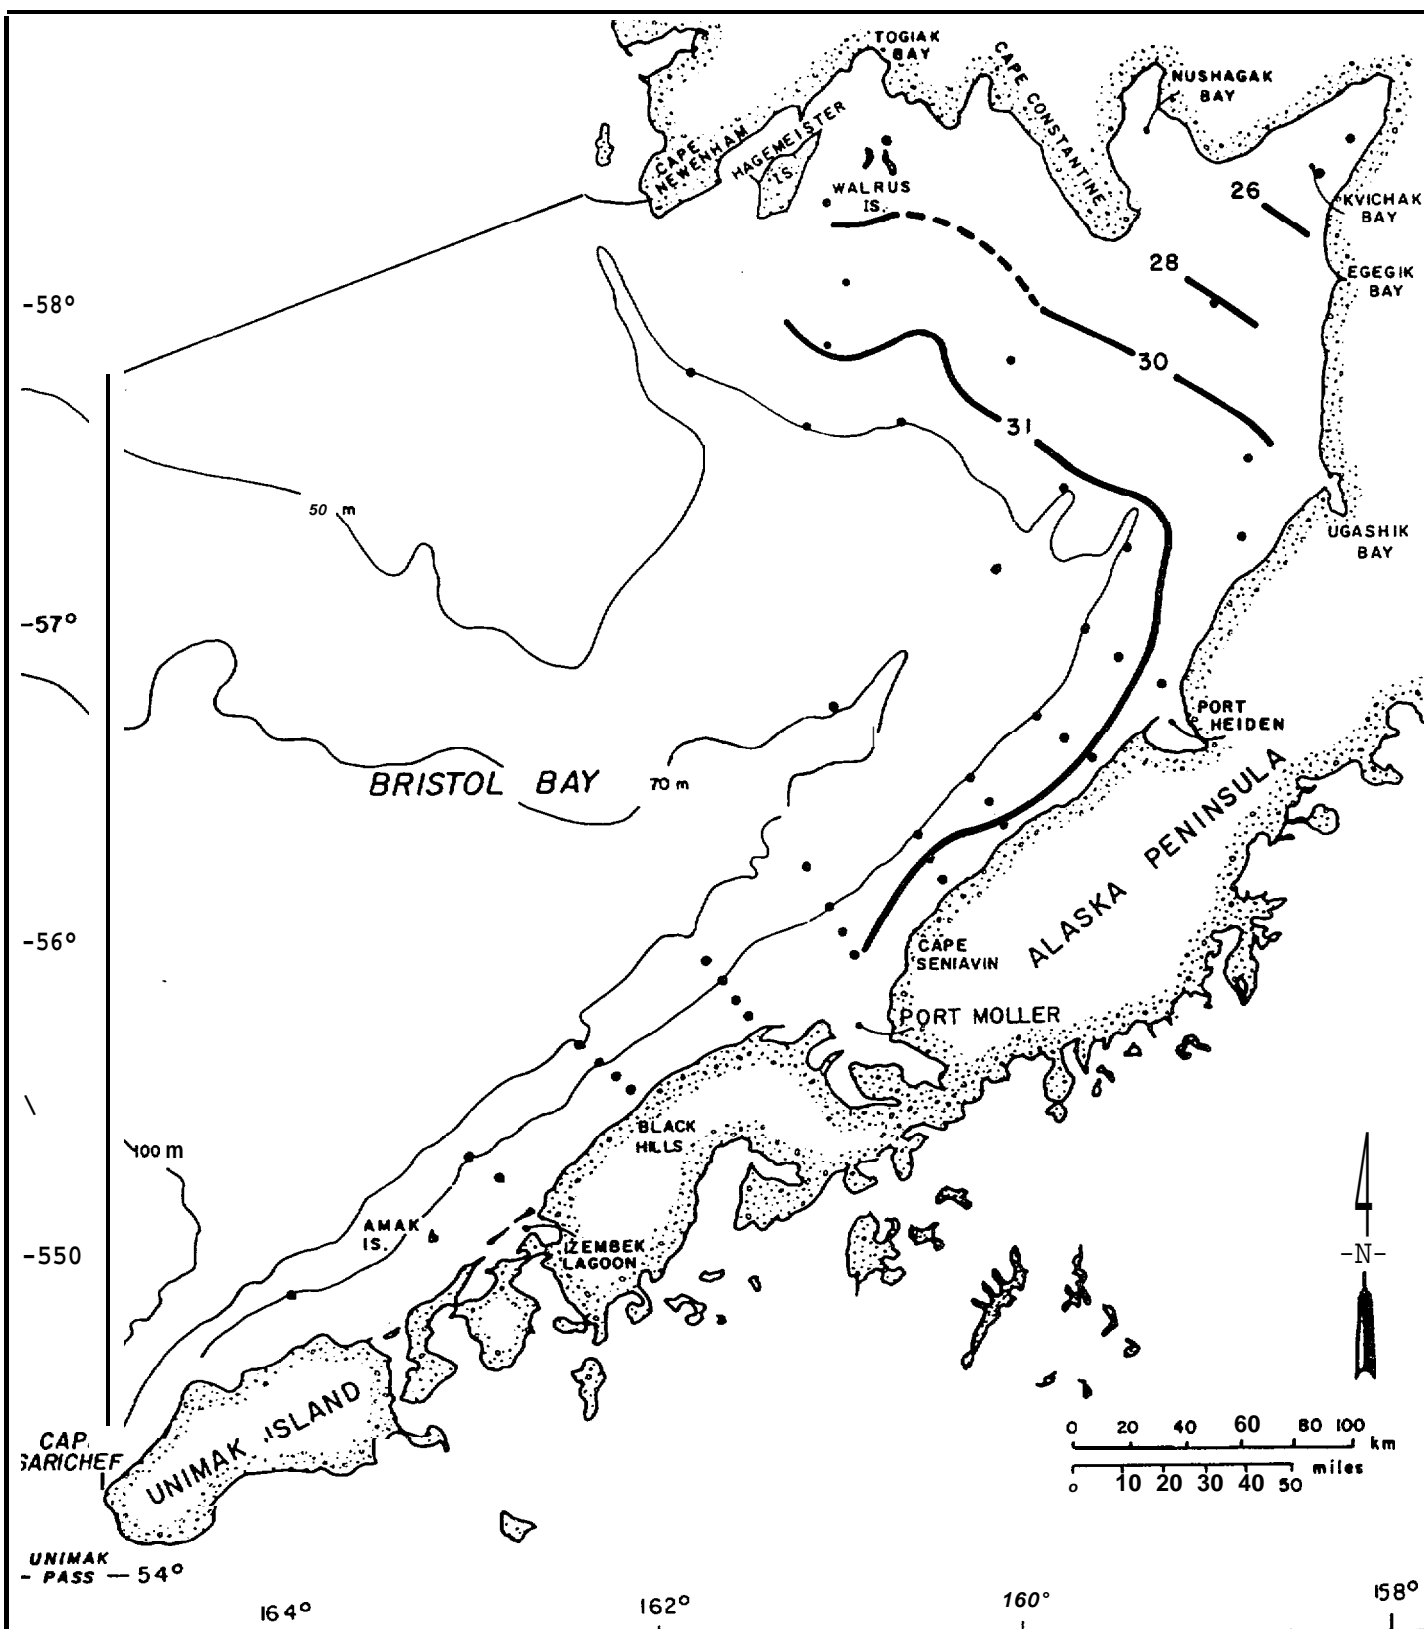 TOGIAK
BAY
CAPE CONSTANTINE
NUSHAGAK
BAY
CAPE
NEWENHAM
HAGEMEISTER
IS.
WALRUS
IS.
26
KVICHAK
BAY
28
EGEGIK
BAY
-58°
30
31
50 m
UGASHIK
BAY
-57°
PORT
HEIDEN
BRISTOL BAY
70 m
ALASKA PENINSULA
-56°
CAPE
SENIAVIN
PORT MOLLER
BLACK
HILLS
100 m
AMAK
IS.
-550
IZEMBEK
LAGOON
-N-
UNIMAK ISLAND
CAP
SARICHEF
0 20 40 60 80 100
km
miles
0 10 20 30 40 50
UNIMAK
- PASS — 54°
164° 162° 160° 158°